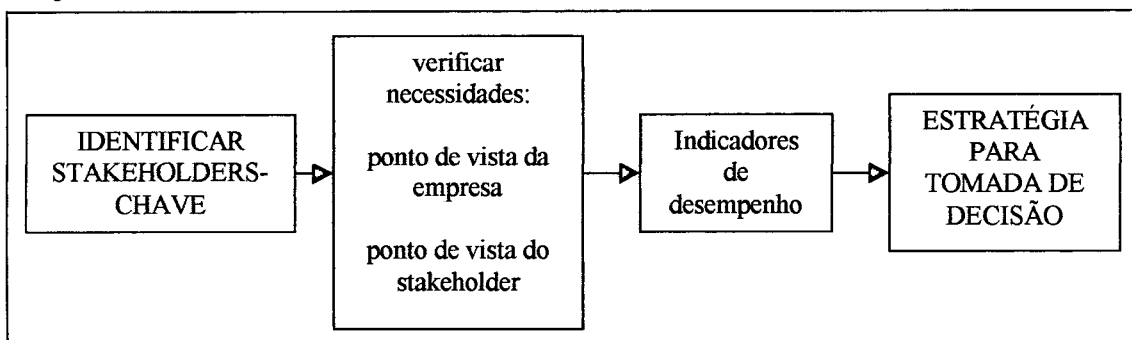 IDENTIFICAR
STAKEHOLDERS-
CHAVE
verificar
necessidades:
ponto de vista da
empresa
ponto de vista do
stakeholder
Indicadores
de
desempenho
ESTRATÉGIA
PARA
TOMADA DE
DECISÃO